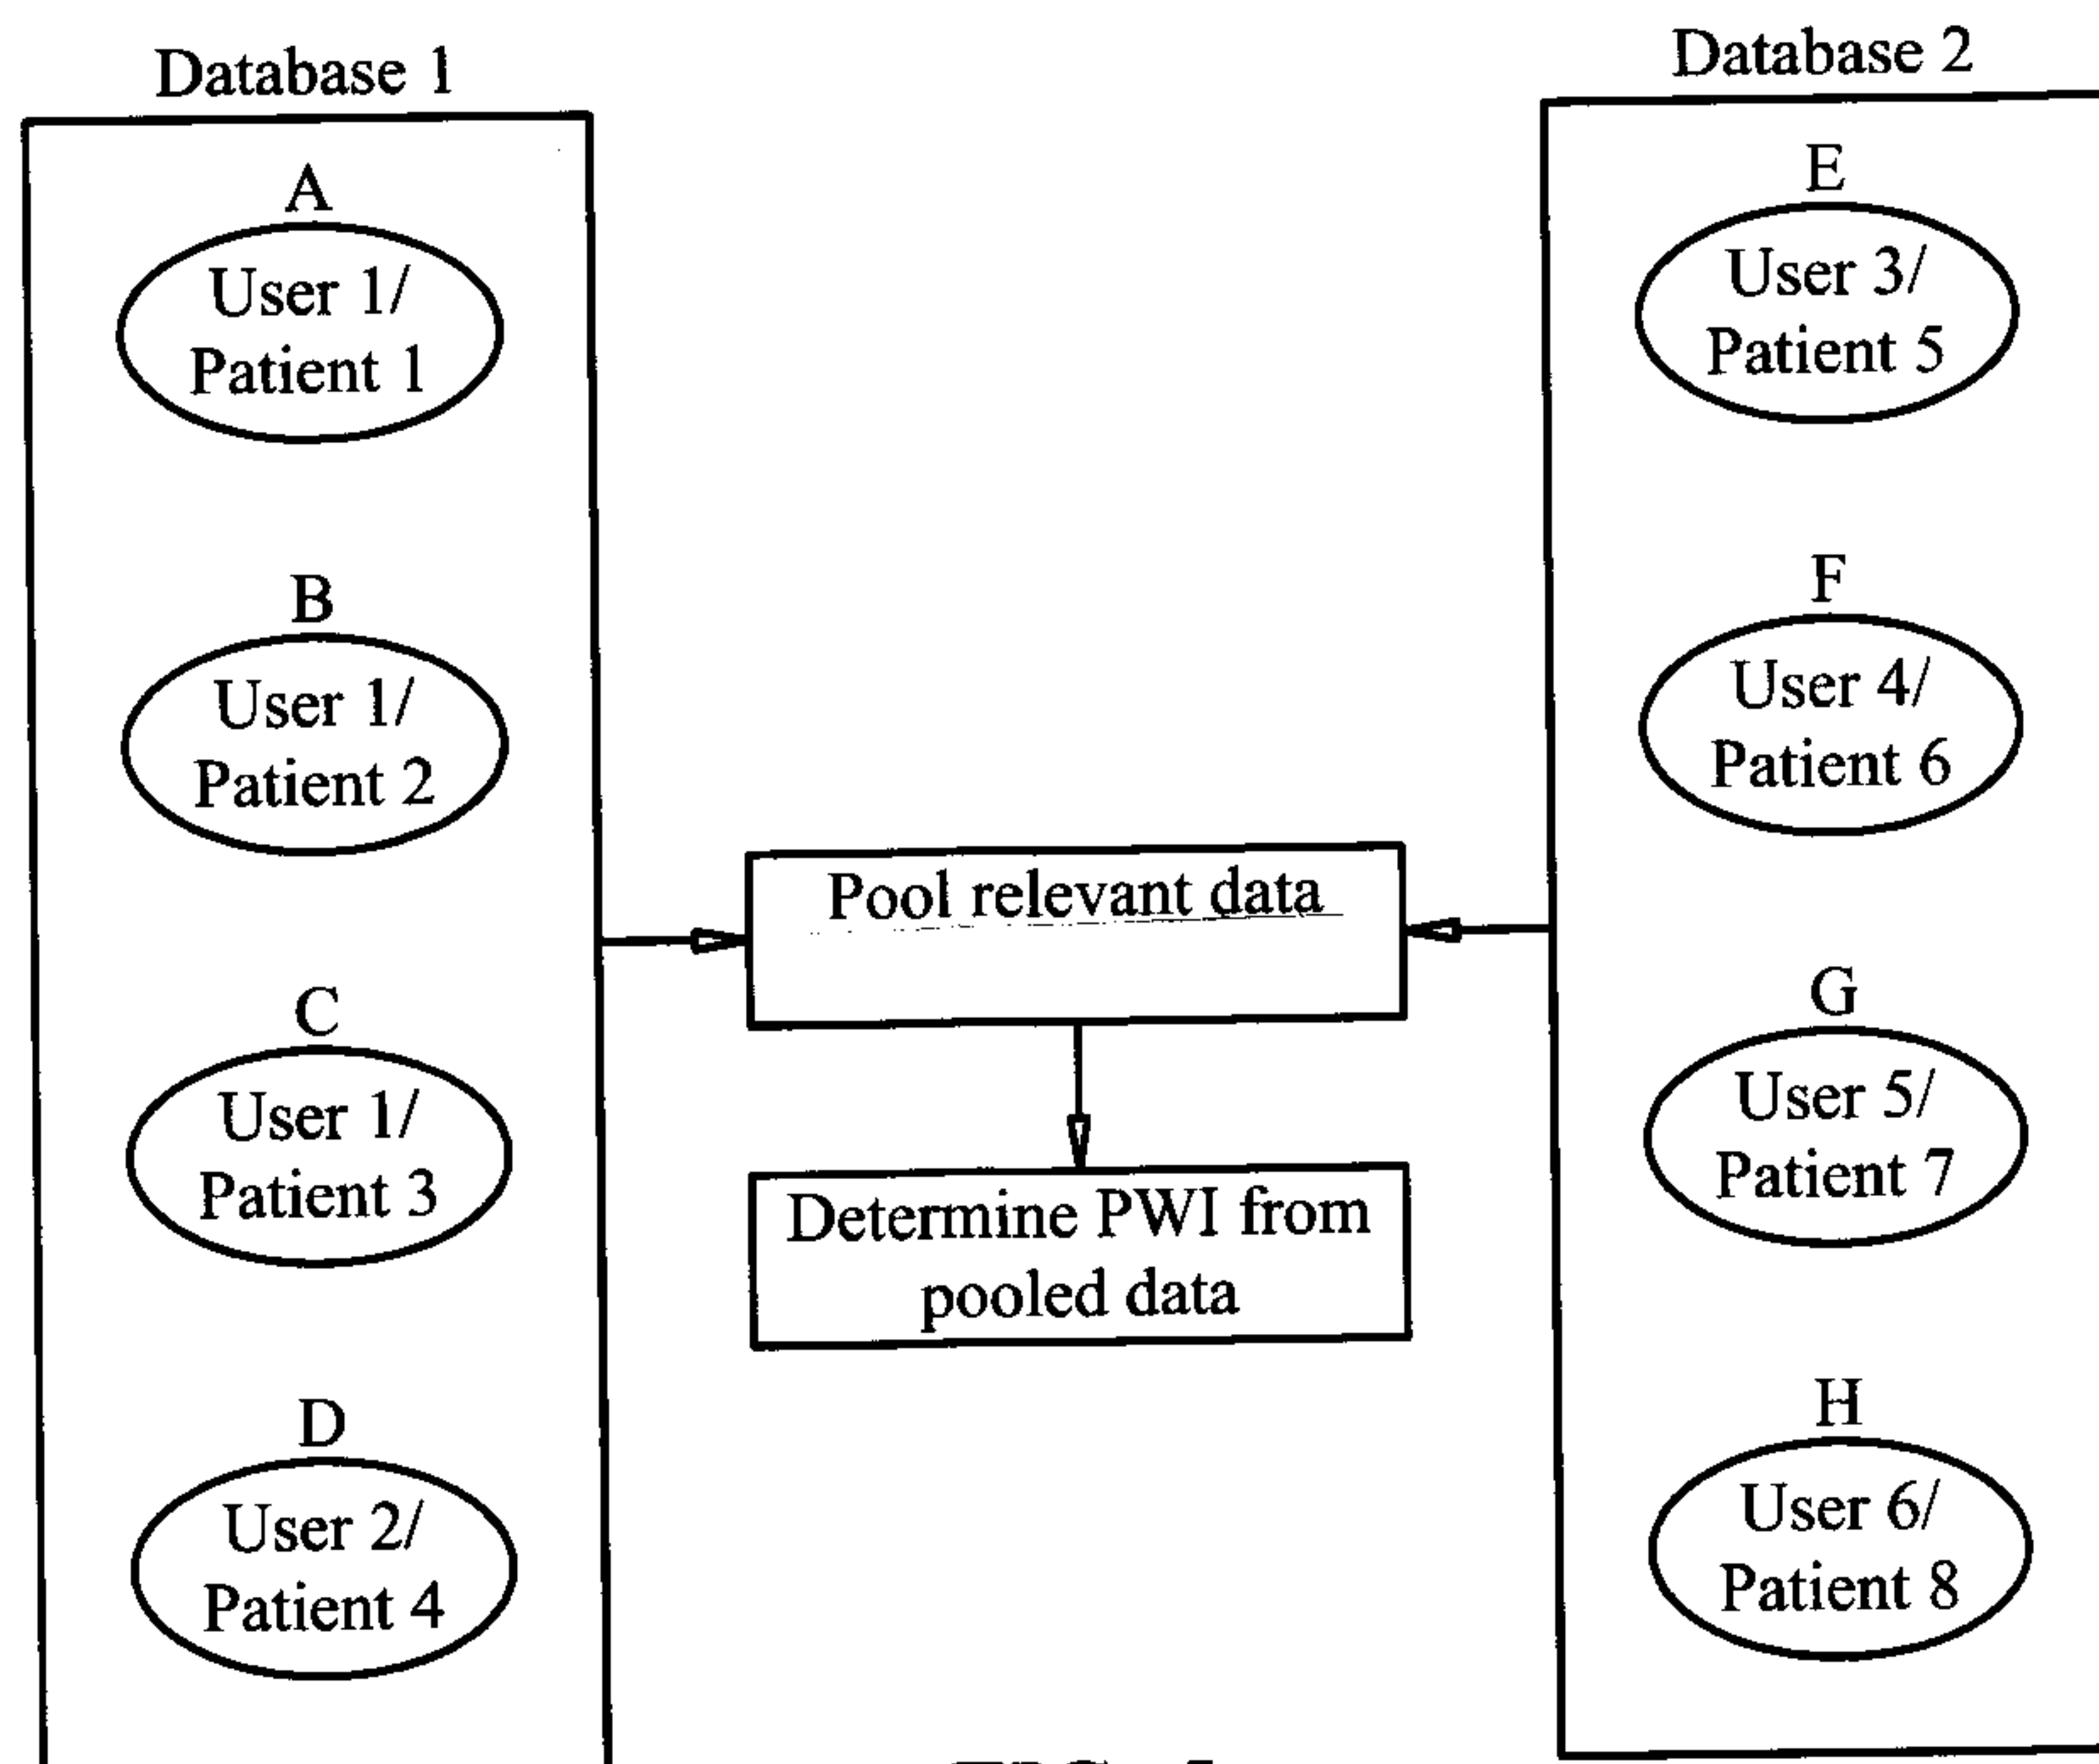 Database 1
A
User 1/
Patient 1
B
User 1/
Patient 2
C
User 1/
Patient 3
D
User 2/
Patient 4
Pool relevant data
Determine PWI from
pooled data
Database 2
E
User 3/
Patient 5
F
User 4/
Patient 6
G
User 5/
Patient 7
H
User 6/
Patient 8